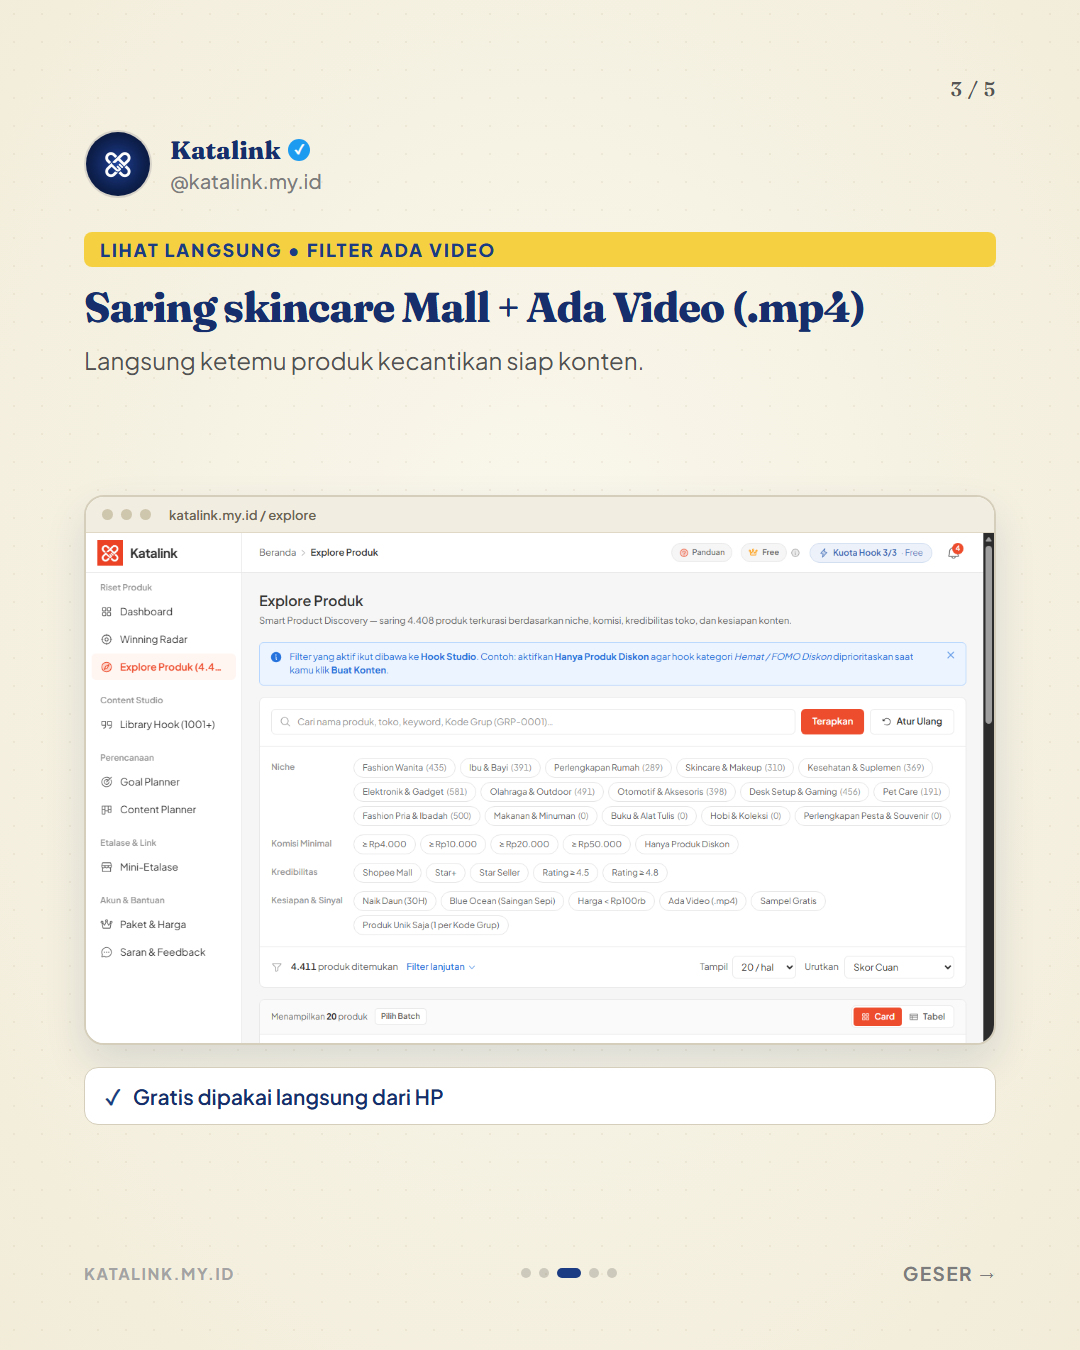 3 / 5
Katalink
@katalink.my.id
LIHAT LANGSUNG ● FILTER ADA VIDEO
Saring skincare Mall + Ada Video (.mp4)
Langsung ketemu produk kecantikan siap konten.
katalink.my.id / explore
Katalink
Beranda > Explore Produk
Panduan
Free
Kuota Hook 3/3 · Free
4
Riset Produk
Dashboard
Winning Radar
Explore Produk (4.4...
Content Studio
Library Hook (1001+)
Perencanaan
Goal Planner
Content Planner
Etalase & Link
Mini-Etalase
Akun & Bantuan
Paket & Harga
Saran & Feedback
Explore Produk
Smart Product Discovery — saring 4.408 produk terkurasi berdasarkan niche, komisi, kredibilitas toko, dan kesiapan konten.
Filter yang aktif ikut dibawa ke Hook Studio. Contoh: aktifkan Hanya Produk Diskon agar hook kategori Hemat / FOMO Diskon diprioritaskan saat
kamu klik Buat Konten.
Cari nama produk, toko, keyword, Kode Grup (GRP-0001)...
Terapkan
Atur Ulang
Niche
Fashion Wanita (435) Ibu & Bayi (391) Perlengkapan Rumah (289) Skincare & Makeup (310) Kesehatan & Suplemen (369)
Elektronik & Gadget (581) Olahraga & Outdoor (491) Otomotif & Aksesoris (398) Desk Setup & Gaming (456) Pet Care (191)
Fashion Pria & Ibadah (500) Makanan & Minuman (0) Buku & Alat Tulis (0) Hobi & Koleksi (0) Perlengkapan Pesta & Souvenir (0)
Komisi Minimal ≥ Rp4.000 ≥ Rp10.000 ≥ Rp20.000 ≥ Rp50.000 Hanya Produk Diskon
Kredibilitas Shopee Mall Star+ Star Seller Rating ≥ 4.5 Rating ≥ 4.8
Kesiapan & Sinyal Naik Daun (30H) Blue Ocean (Saingan Sepi) Harga < Rp100rb Ada Video (.mp4) Sampel Gratis
Produk Unik Saja (1 per Kode Grup)
4.411 produk ditemukan Filter lanjutan
Tampil 20 / hal Urutkan Skor Cuan
Menampilkan 20 produk Pilih Batch
Card Tabel
✓ Gratis dipakai langsung dari HP
KATALINK.MY.ID
GESER →